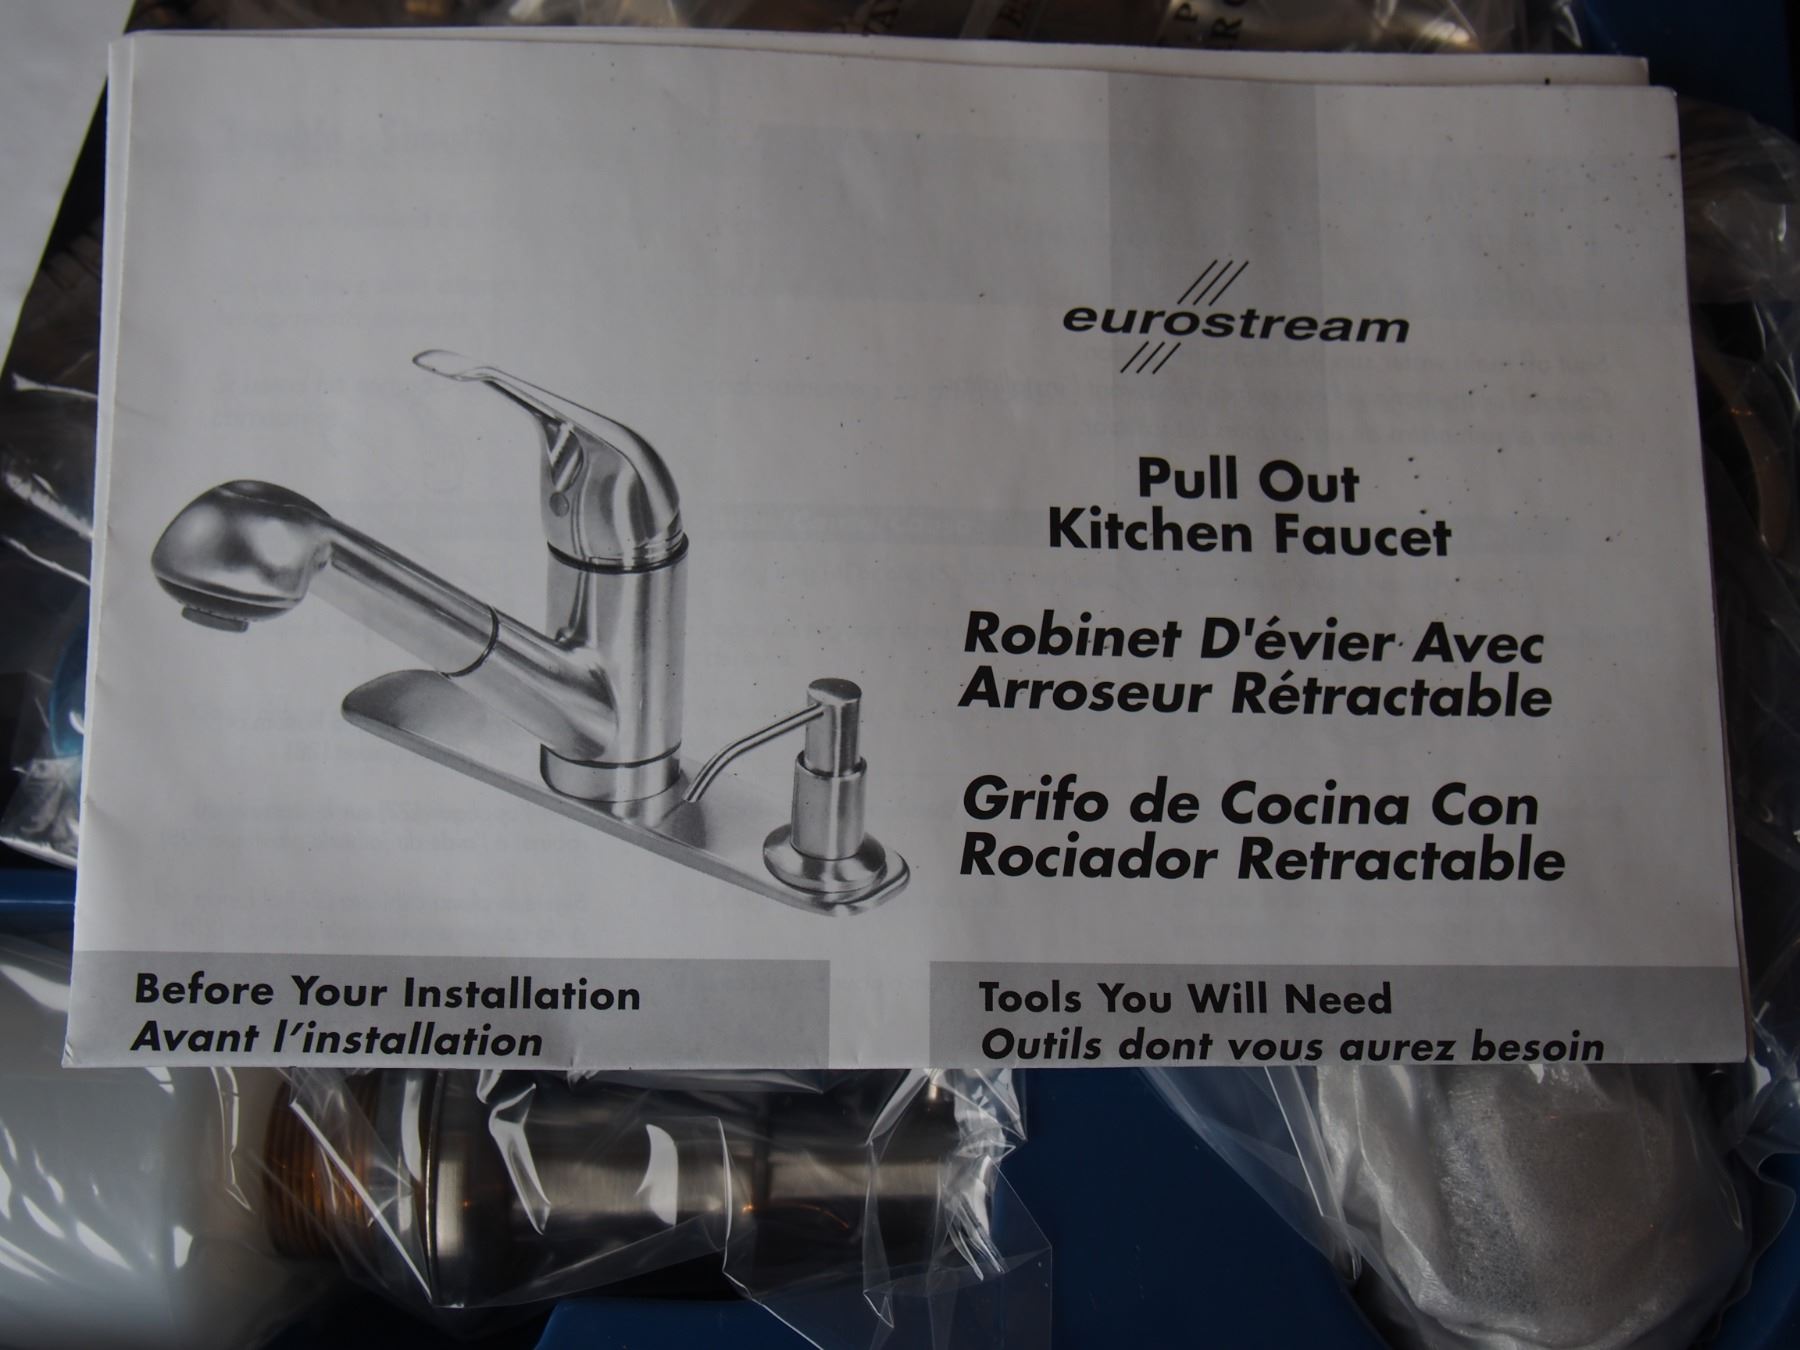 eurostream
Pull Out
Kitchen Faucet
Robinet D'évier Avec
Arroseur Rétractable
Grifo de Cocina Con
Rociador Retractable
Before Your Installation
Avant l'installation
Tools You Will Need
Outils dont vous aurez besoin